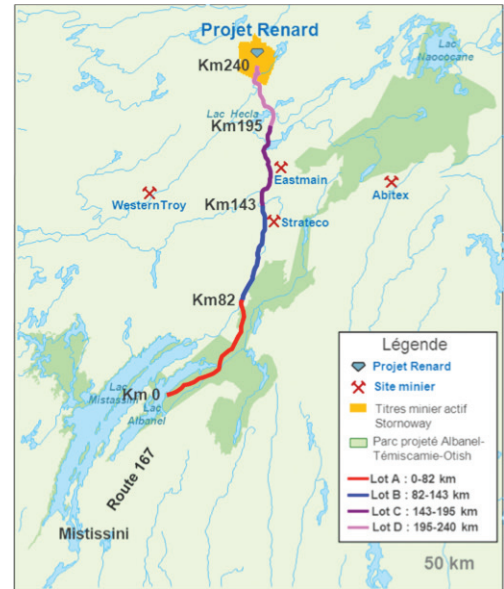 Projet Renard
Km240
Lac
Naococane
Lac Hecla
Km195
Eastmain
Western Troy
Km143
Abitex
Strateco
Km82
Km 0
Lac
Mistassini
Lac
Albanel
Route 167
Mistissini
Légende
Projet Renard
Site minier
Titres minier actif
Stornoway
Parc projeté Albanel-
Témiscamie-Otish
Lot A : 0-82 km
Lot B : 82-143 km
Lot C : 143-195 km
Lot D : 195-240 km
50 km